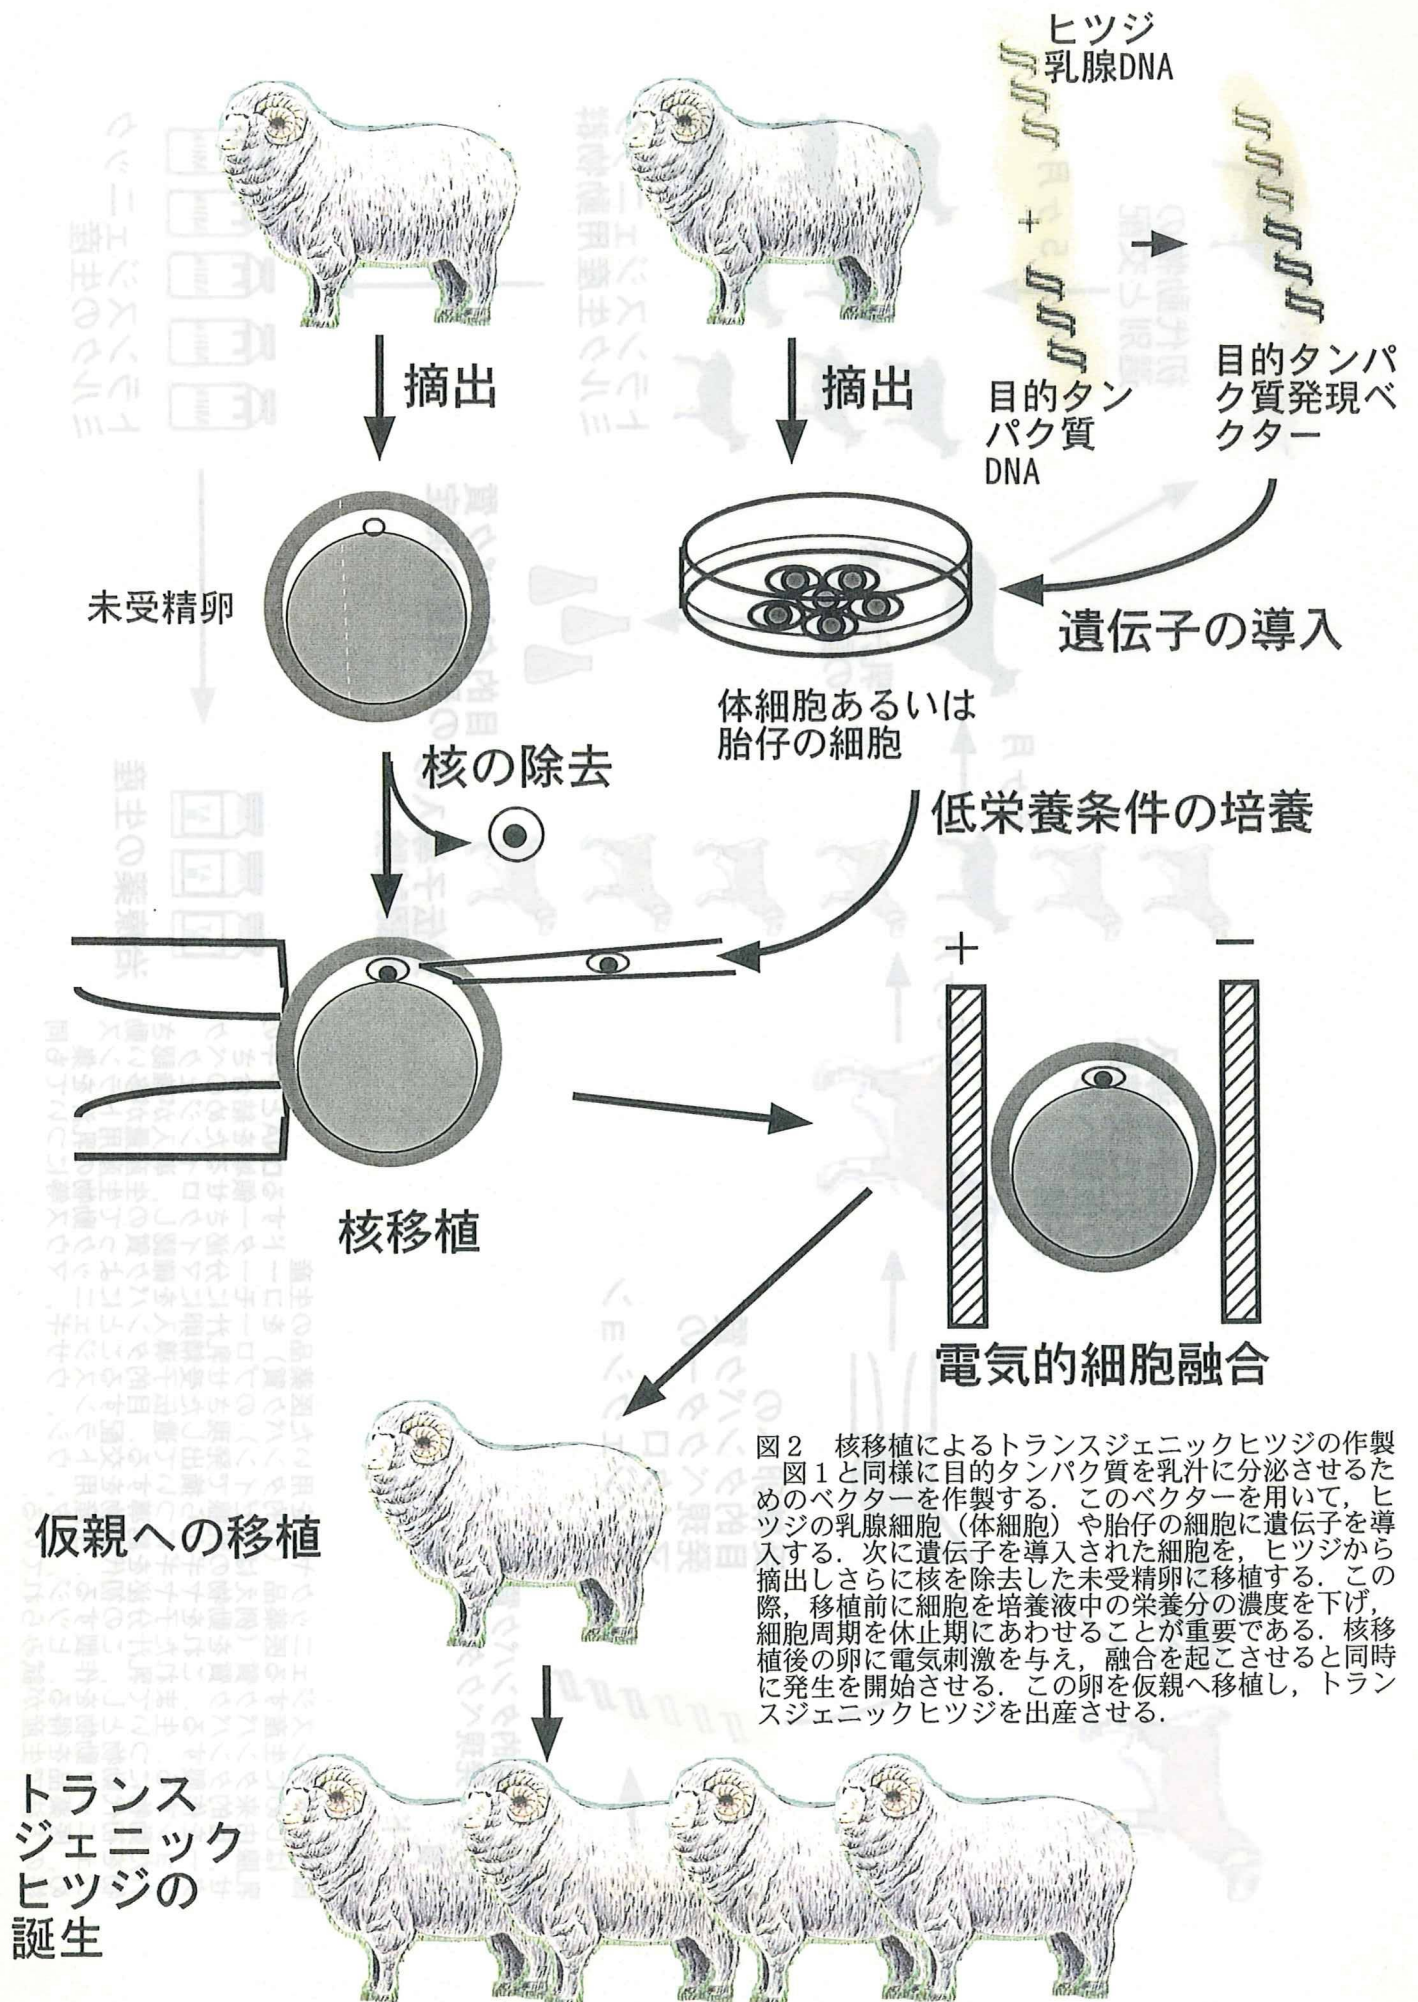 ヒツジ
乳腺DNA
+
目的タン
パク質
DNA
目的タンパ
ク質発現ベ
クター
摘出
摘出
未受精卵
遺伝子の導入
体細胞あるいは
胎仔の細胞
核の除去
低栄養条件の培養
+
−
核移植
電気的細胞融合
仮親への移植
図2 核移植によるトランスジェニックヒツジの作製
図1と同様に目的タンパク質を乳汁に分泌させるた
めのベクターを作製する．このベクターを用いて，ヒ
ツジの乳腺細胞（体細胞）や胎仔の細胞に遺伝子を導
入する．次に遺伝子を導入された細胞を，ヒツジから
摘出しさらに核を除去した未受精卵に移植する．この
際，移植前に細胞を培養液中の栄養分の濃度を下げ，
細胞周期を休止期にあわせることが重要である．核移
植後の卵に電気刺激を与え，融合を起こさせると同時
に発生を開始させる．この卵を仮親へ移植し，トラン
スジェニックヒツジを出産させる．
トランス
ジェニック
ヒツジの
誕生